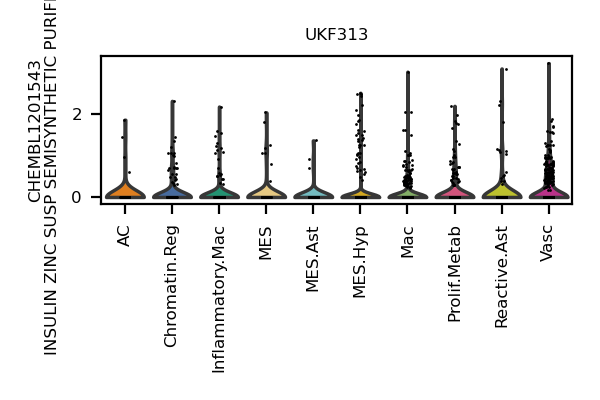 UKF313
CHEMBL1201543
INSULIN ZINC SUSP SEMISYNTHETIC
2
0
AC
Chromatin.Reg
Inflammatory.Mac
MES
MES.Ast
MES.Hyp
Mac
Prolif.Metab
Reactive.Ast
Vasc